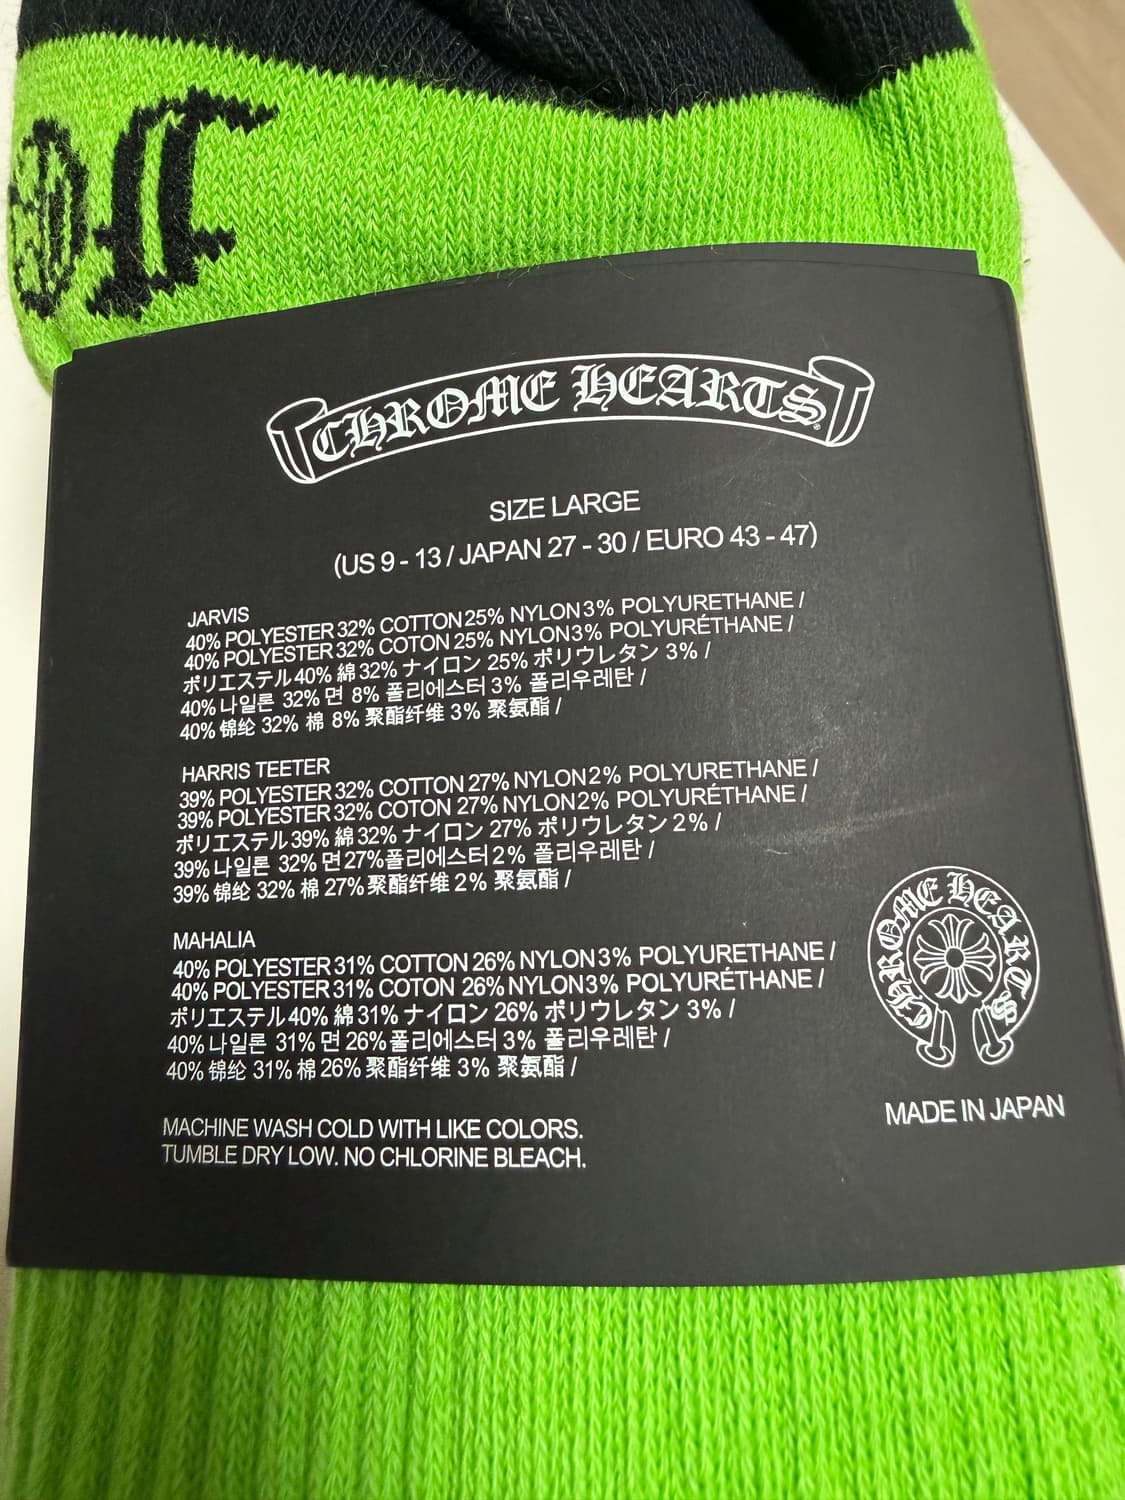 CHROME HEARTS®
SIZE LARGE
(US 9 - 13 / JAPAN 27 - 30 / EURO 43 - 47)
JARVIS
40% POLYESTER 32% COTTON 25% NYLON 3% POLYURETHANE /
40% POLYESTER 32% COTON 25% NYLON 3% POLYURÉTHANE /
ポリエステル 40% 綿 32% ナイロン 25% ポリウレタン 3% /
40% 나일론 32% 면 8% 폴리에스터 3% 폴리우레탄 /
40% 锦纶 32% 棉 8% 聚酯纤维 3% 聚氨酯 /
HARRIS TEETER
39% POLYESTER 32% COTTON 27% NYLON 2% POLYURETHANE /
39% POLYESTER 32% COTON 27% NYLON 2% POLYURÉTHANE /
ポリエステル 39% 綿 32% ナイロン 27% ポリウレタン 2% /
39% 나일론 32% 면 27% 폴리에스터 2% 폴리우레탄 /
39% 锦纶 32% 棉 27% 聚酯纤维 2% 聚氨酯 /
MAHALIA
40% POLYESTER 31% COTTON 26% NYLON 3% POLYURETHANE /
40% POLYESTER 31% COTON 26% NYLON 3% POLYURÉTHANE /
ポリエステル 40% 綿 31% ナイロン 26% ポリウレタン 3% /
40% 나일론 31% 면 26% 폴리에스터 3% 폴리우레탄 /
40% 锦纶 31% 棉 26% 聚酯纤维 3% 聚氨酯 /
MACHINE WASH COLD WITH LIKE COLORS.
TUMBLE DRY LOW. NO CHLORINE BLEACH.
CHROME HEARTS
MADE IN JAPAN